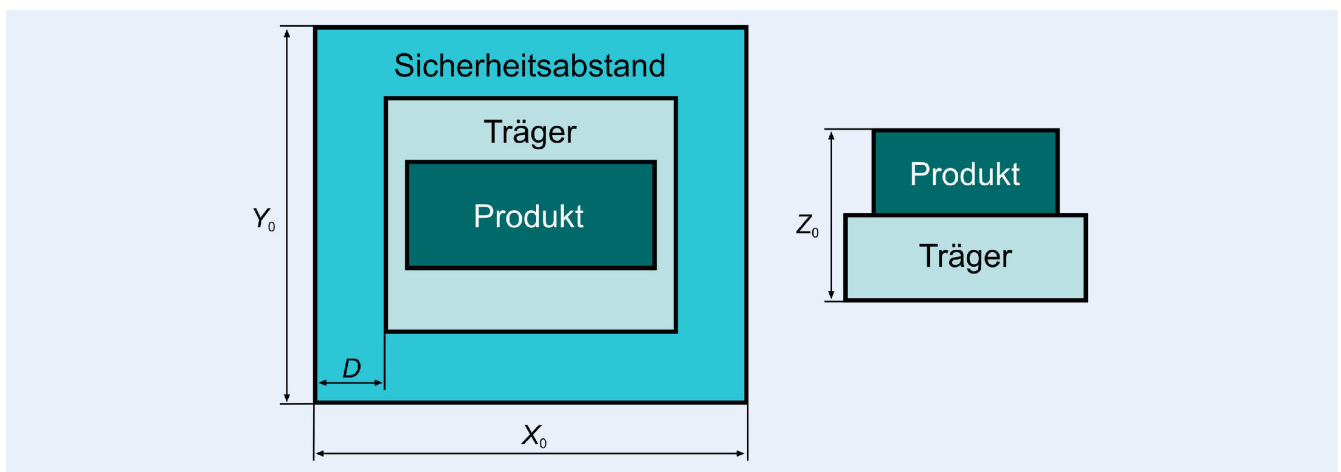 Sicherheitsabstand
Träger
Produkt
Y₀
D
X₀
Z₀
Produkt
Träger